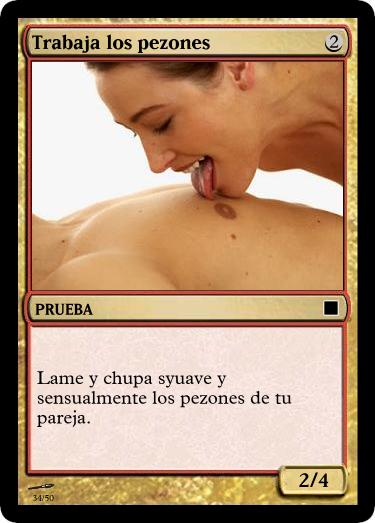 Trabaja los pezones
2
PRUEBA
Lame y chupa syuave y
sensualmente los pezones de tu
pareja.
2/4
34/50